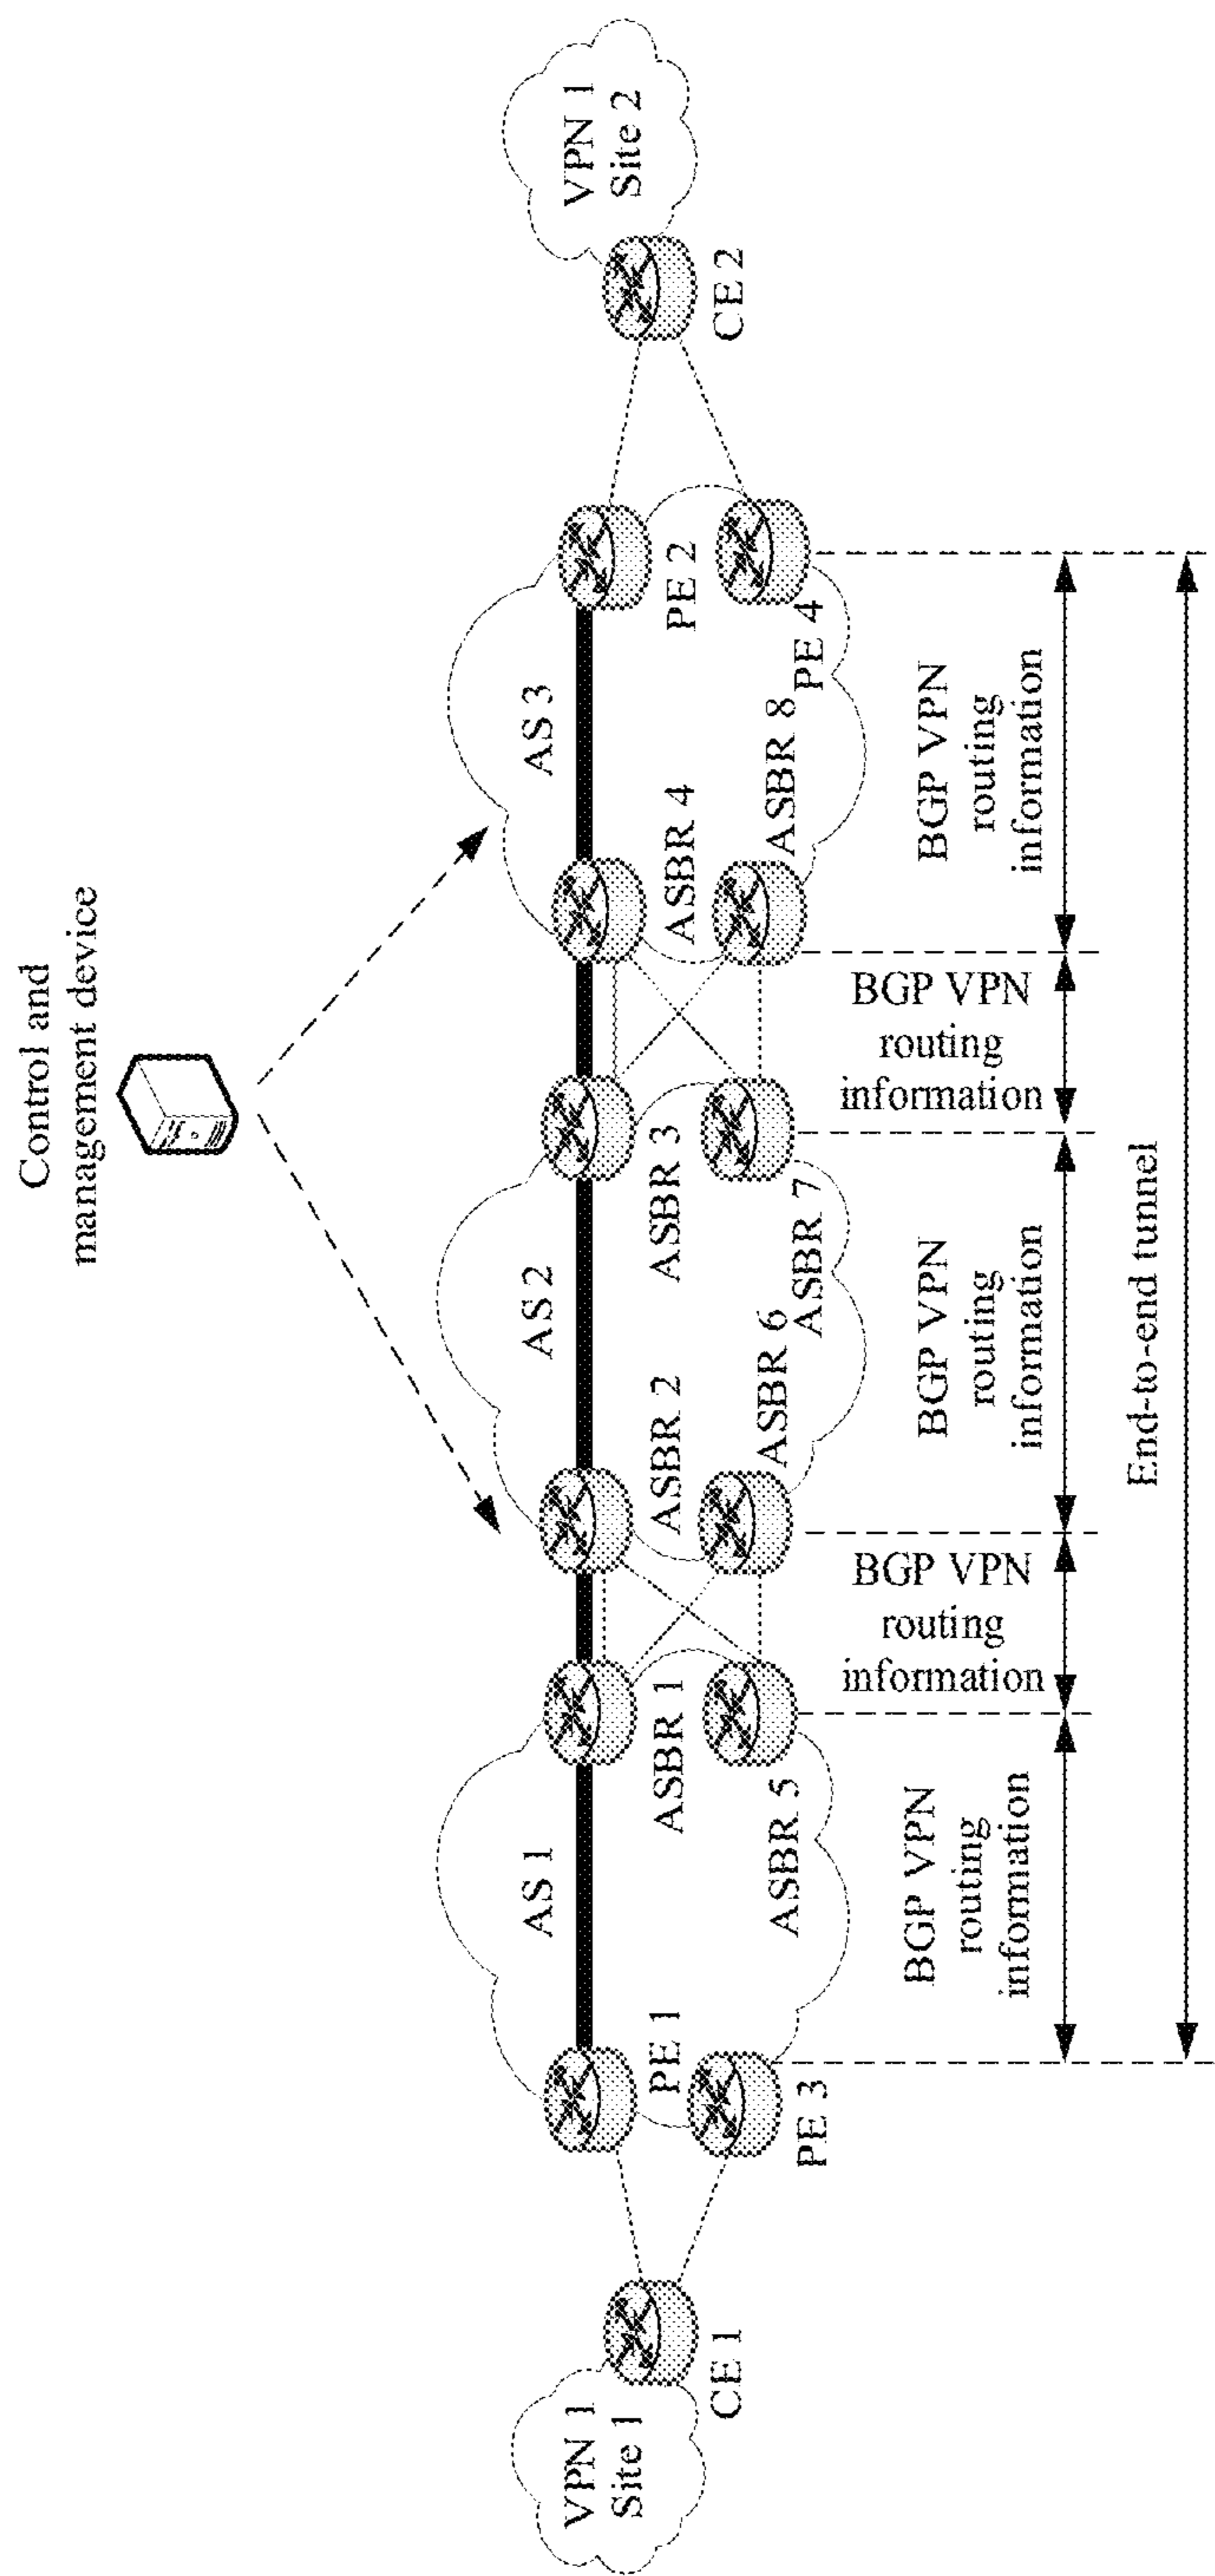 Control and
management device
VPN 1
Site 1
CE 1
PE 1
PE 3
AS 1
ASBR 1
ASBR 5
AS 2
ASBR 2
ASBR 6
ASBR 3
ASBR 7
AS 3
ASBR 4
ASBR 8
PE 2
PE 4
CE 2
VPN 1
Site 2
BGP VPN
routing
information
BGP VPN
routing
information
BGP VPN
routing
information
BGP VPN
routing
information
BGP VPN
routing
information
End-to-end tunnel